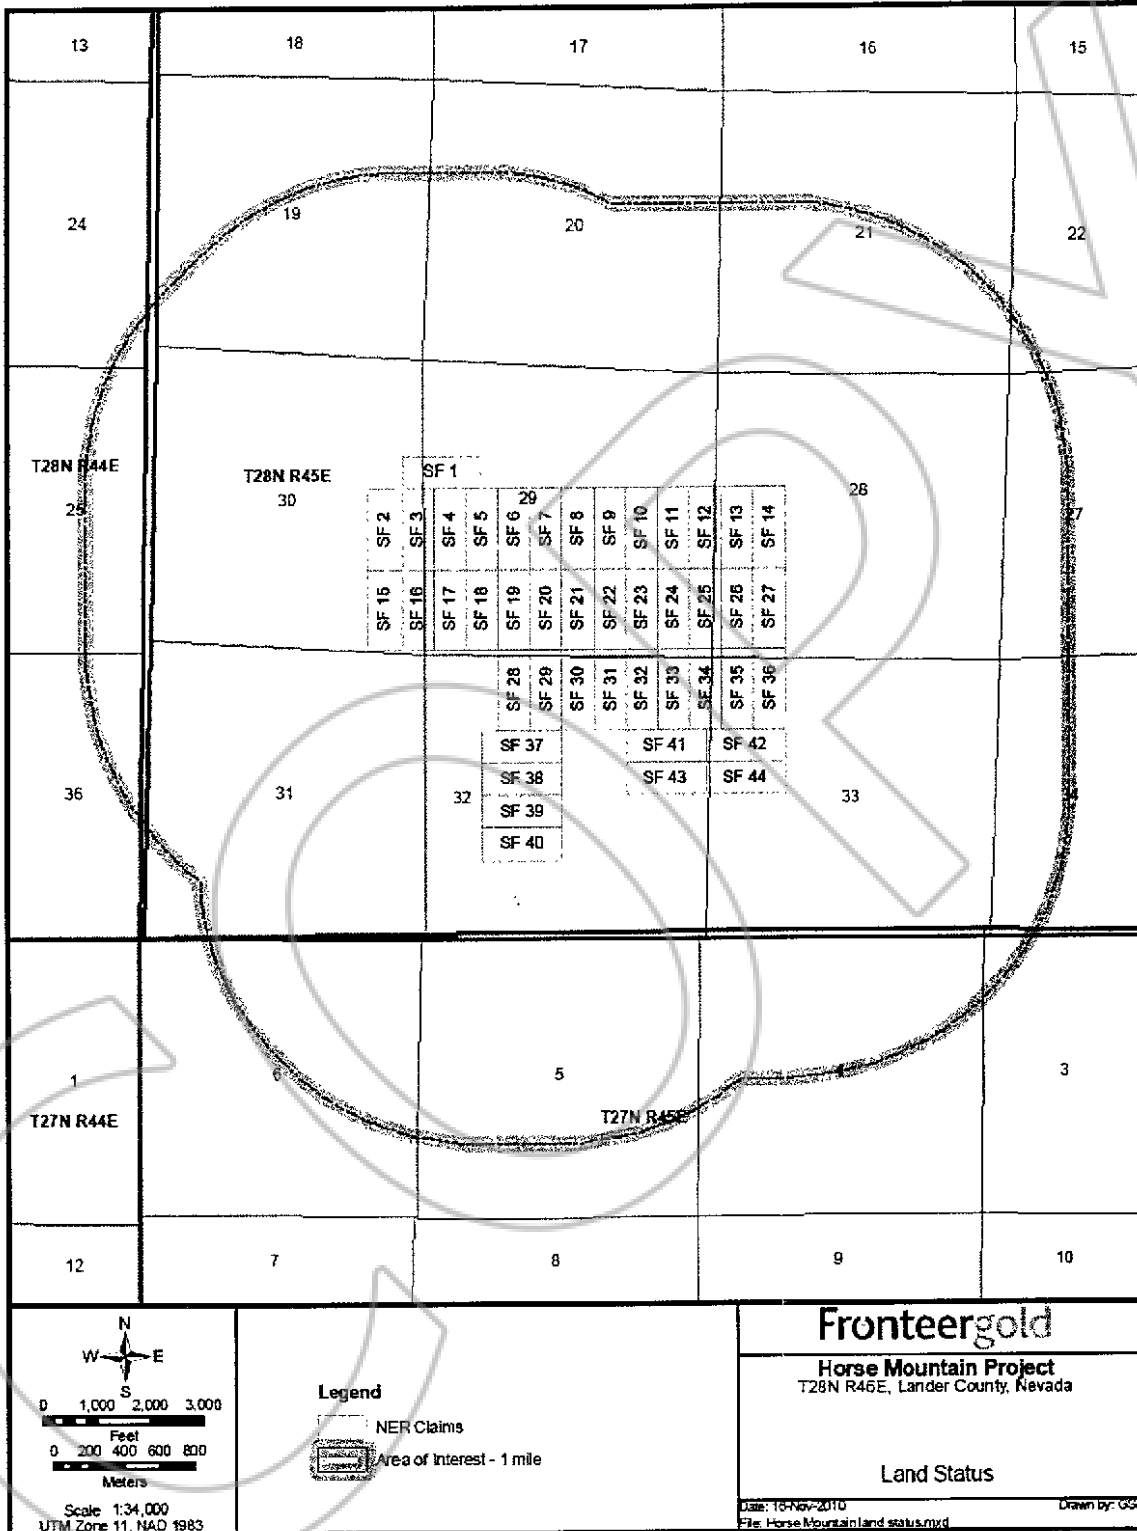 13 18 17 16 15
24 19 20 21 22
T28N R44E
25
T28N R45E
30
29
28
27
SF 1
SF 2 SF 3 SF 4 SF 5 SF 6 SF 7 SF 8 SF 9 SF 10 SF 11 SF 12 SF 13 SF 14
SF 15 SF 16 SF 17 SF 18 SF 19 SF 20 SF 21 SF 22 SF 23 SF 24 SF 25 SF 26 SF 27
SF 28 SF 29 SF 30 SF 31 SF 32 SF 33 SF 34 SF 35 SF 36
SF 37 SF 41 SF 42
SF 38 SF 43 SF 44
SF 39
SF 40
36 31 32 33
1 6 5 4 3
T27N R44E
T27N R45E
12 7 8 9 10
N
W E
S
0 1,000 2,000 3,000
Feet
0 200 400 600 800
Meters
Scale 1:34,000
UTM Zone 11, NAD 1983
Legend
NER Claims
Area of Interest - 1 mile
Fronteergold
Horse Mountain Project
T28N R46E, Lander County, Nevada
Land Status
Date: 16-Nov-2010
Drawn by: GS
File: Horse Mountain land status.mxd